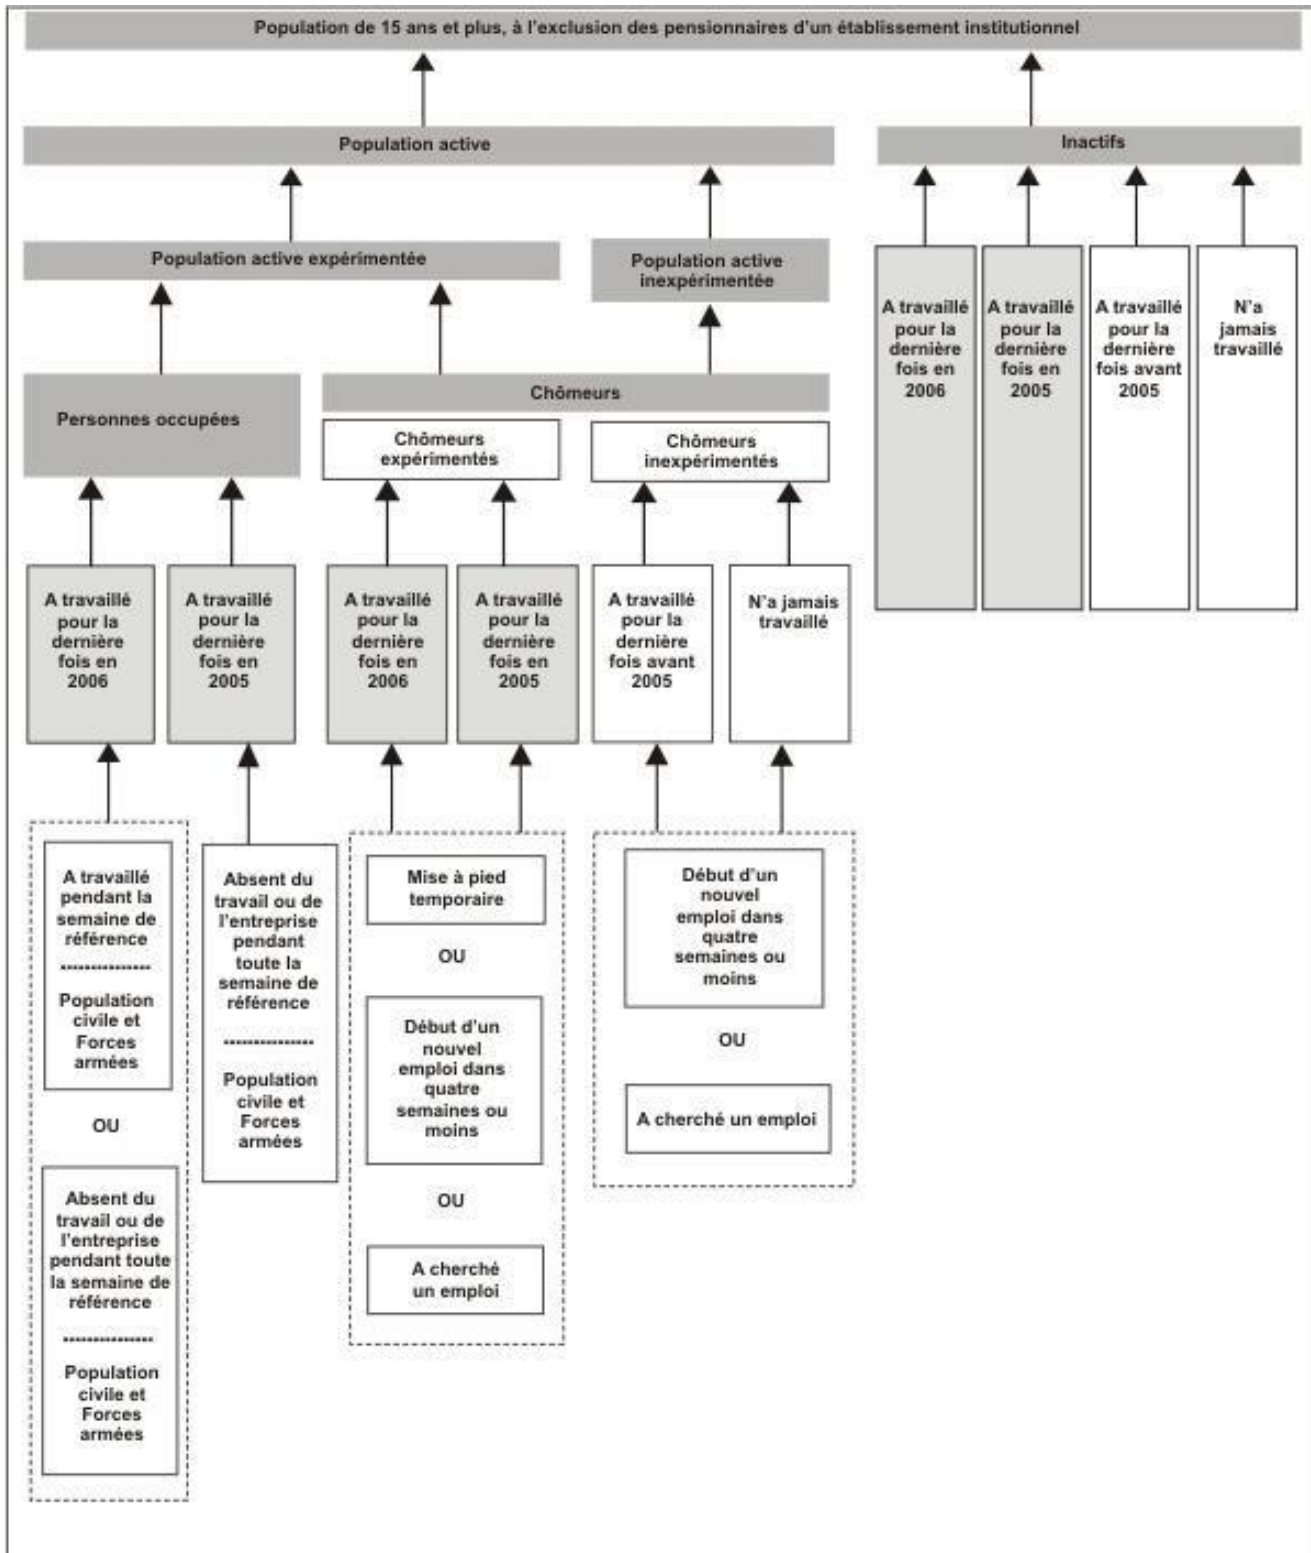 Population de 15 ans et plus, à l'exclusion des pensionnaires d'un établissement institutionnel
Population active
Inactifs
Population active expérimentée
Population active
inexpérimentée
A travaillé
pour la
dernière
fois en
2006
A travaillé
pour la
dernière
fois en
2005
A travaillé
pour la
dernière
fois avant
2005
N'a
jamais
travaillé
Personnes occupées
Chômeurs
Chômeurs
expérimentés
Chômeurs
inexpérimentés
A travaillé
pour la
dernière
fois en
2006
A travaillé
pour la
dernière
fois en
2005
A travaillé
pour la
dernière
fois en
2006
A travaillé
pour la
dernière
fois en
2005
A travaillé
pour la
dernière
fois avant
2005
N'a jamais
travaillé
A travaillé
pendant la
semaine de
référence
---------------
Population
civile et
Forces
armées
OU
Absent du
travail ou de
l'entreprise
pendant toute
la semaine de
référence
---------------
Population
civile et
Forces
armées
Absent du
travail ou de
l'entreprise
pendant
toute la
semaine de
référence
---------------
Population
civile et
Forces
armées
Mise à pied
temporaire
OU
Début d'un
nouvel
emploi dans
quatre
semaines ou
moins
OU
A cherché
un emploi
Début d'un
nouvel
emploi dans
quatre
semaines ou
moins
OU
A cherché un emploi